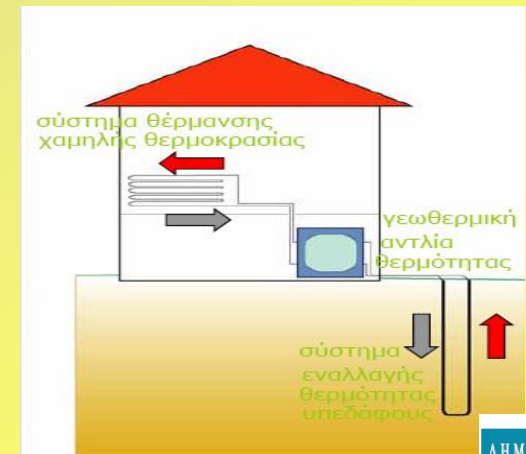 σύστημα θέρμανσης
χαμηλής θερμοκρασίας
γεωθερμική
αντλία
θερμότητας
σύστημα
εναλλαγής
θερμότητας
υπεδάφους